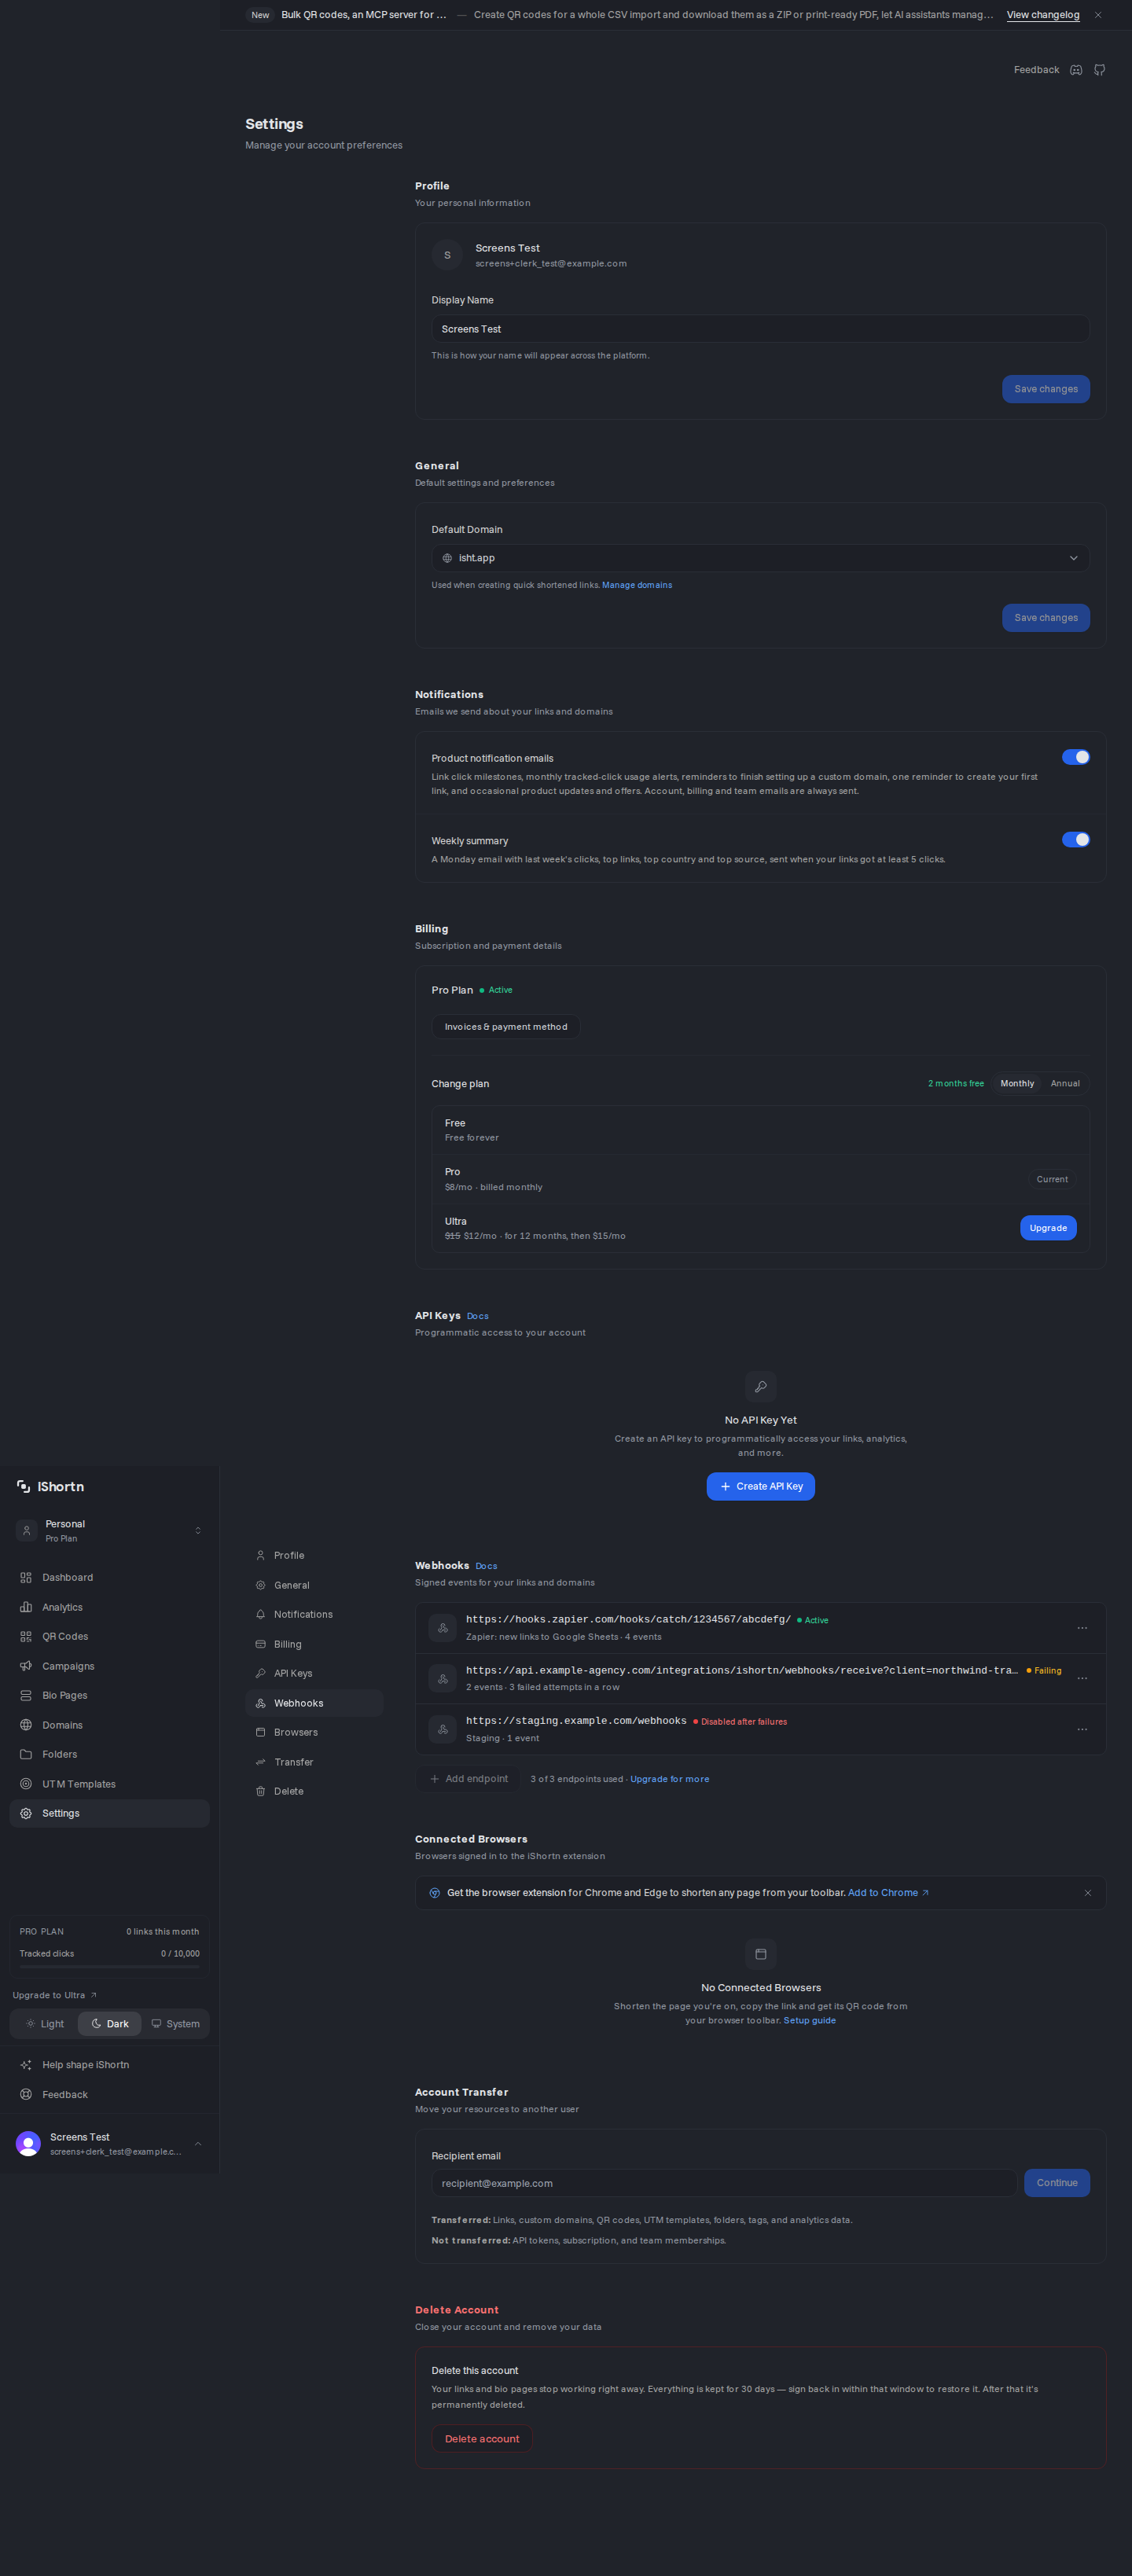 New Bulk QR codes, an MCP server for ... — Create QR codes for a whole CSV import and download them as a ZIP or print-ready PDF, let AI assistants manag... View changelog
Feedback
Settings
Manage your account preferences
Profile
Your personal information
S
Screens Test
screens+clerk_test@example.com
Display Name
Screens Test
This is how your name will appear across the platform.
Save changes
General
Default settings and preferences
Default Domain
isht.app
Used when creating quick shortened links. Manage domains
Save changes
Notifications
Emails we send about your links and domains
Product notification emails
Link click milestones, monthly tracked-click usage alerts, reminders to finish setting up a custom domain, one reminder to create your first
link, and occasional product updates and offers. Account, billing and team emails are always sent.
Weekly summary
A Monday email with last week's clicks, top links, top country and top source, sent when your links got at least 5 clicks.
Billing
Subscription and payment details
Pro Plan Active
Invoices & payment method
Change plan
2 months free Monthly Annual
Free
Free forever
Pro
$8/mo · billed monthly
Current
Ultra
$15 $12/mo · for 12 months, then $15/mo
Upgrade
API Keys Docs
Programmatic access to your account
No API Key Yet
Create an API key to programmatically access your links, analytics,
and more.
Create API Key
iShortn
Personal
Pro Plan
Dashboard
Analytics
QR Codes
Campaigns
Bio Pages
Domains
Folders
UTM Templates
Settings
PRO PLAN 0 links this month
Tracked clicks 0 / 10,000
Upgrade to Ultra
Light Dark System
Help shape iShortn
Feedback
Screens Test
screens+clerk_test@example.c...
Profile
General
Notifications
Billing
API Keys
Webhooks
Browsers
Transfer
Delete
Webhooks Docs
Signed events for your links and domains
https://hooks.zapier.com/hooks/catch/1234567/abcdefg/ Active
Zapier: new links to Google Sheets · 4 events
https://api.example-agency.com/integrations/ishortn/webhooks/receive?client=northwind-tra... Failing
2 events · 3 failed attempts in a row
https://staging.example.com/webhooks Disabled after failures
Staging · 1 event
Add endpoint 3 of 3 endpoints used · Upgrade for more
Connected Browsers
Browsers signed in to the iShortn extension
Get the browser extension for Chrome and Edge to shorten any page from your toolbar. Add to Chrome
No Connected Browsers
Shorten the page you're on, copy the link and get its QR code from
your browser toolbar. Setup guide
Account Transfer
Move your resources to another user
Recipient email
recipient@example.com
Continue
Transferred: Links, custom domains, QR codes, UTM templates, folders, tags, and analytics data.
Not transferred: API tokens, subscription, and team memberships.
Delete Account
Close your account and remove your data
Delete this account
Your links and bio pages stop working right away. Everything is kept for 30 days — sign back in within that window to restore it. After that it's
permanently deleted.
Delete account